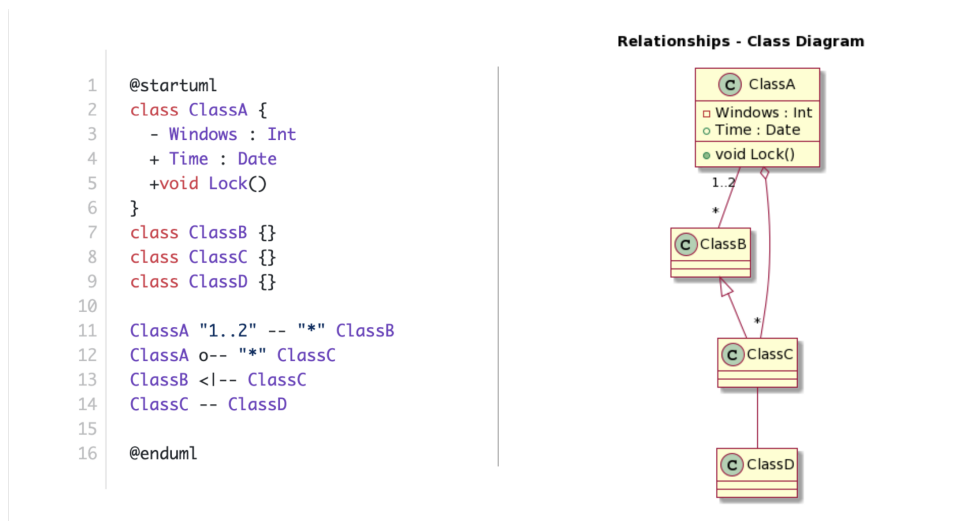 1 @startuml
2 class ClassA {
3 - Windows : Int
4 + Time : Date
5 +void Lock()
6 }
7 class ClassB {}
8 class ClassC {}
9 class ClassD {}
10
11 ClassA "1..2" -- "*" ClassB
12 ClassA o-- "*" ClassC
13 ClassB <|-- ClassC
14 ClassC -- ClassD
15
16 @enduml
Relationships - Class Diagram
C ClassA
Windows : Int
Time : Date
void Lock()
1..2
*
C ClassB
*
C ClassC
C ClassD